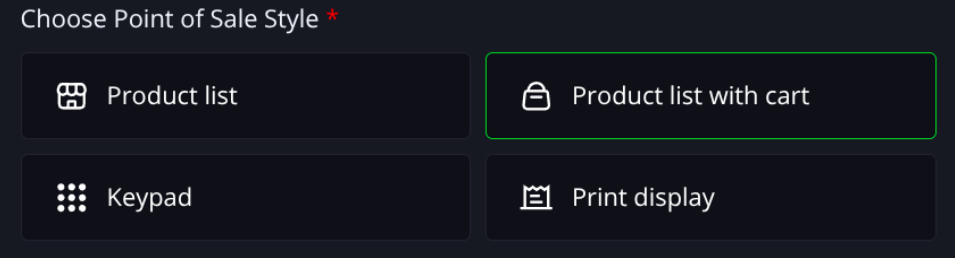 Choose Point of Sale Style *
Product list
Product list with cart
Keypad
Print display